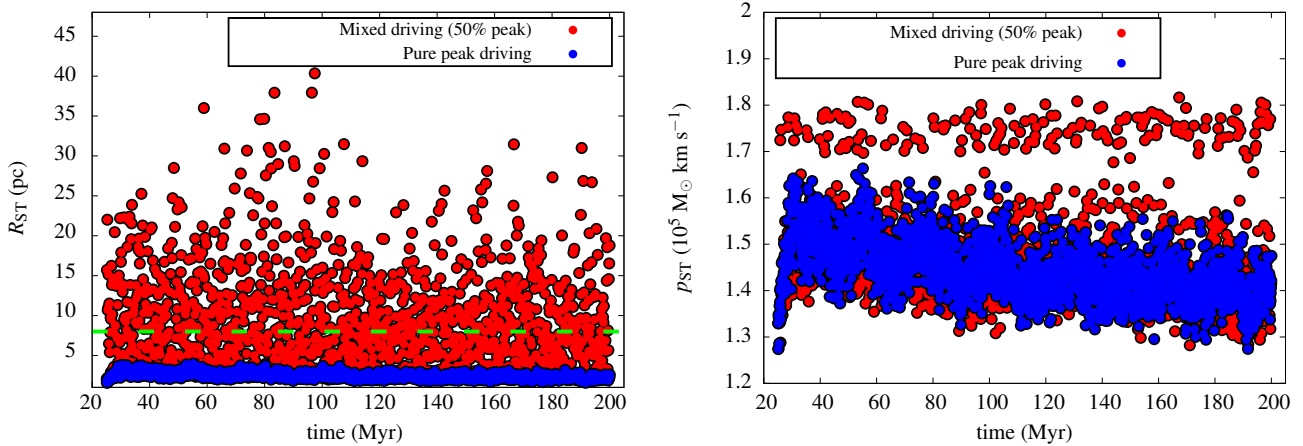 Mixed driving (50% peak)
Pure peak driving
45
40
35
30
25
20
15
10
5
R_ST (pc)
20 40 60 80 100 120 140 160 180 200
time (Myr)
Mixed driving (50% peak)
Pure peak driving
2
1.9
1.8
1.7
1.6
1.5
1.4
1.3
1.2
p_ST (10⁵ M_⊙ km s⁻¹)
20 40 60 80 100 120 140 160 180 200
time (Myr)